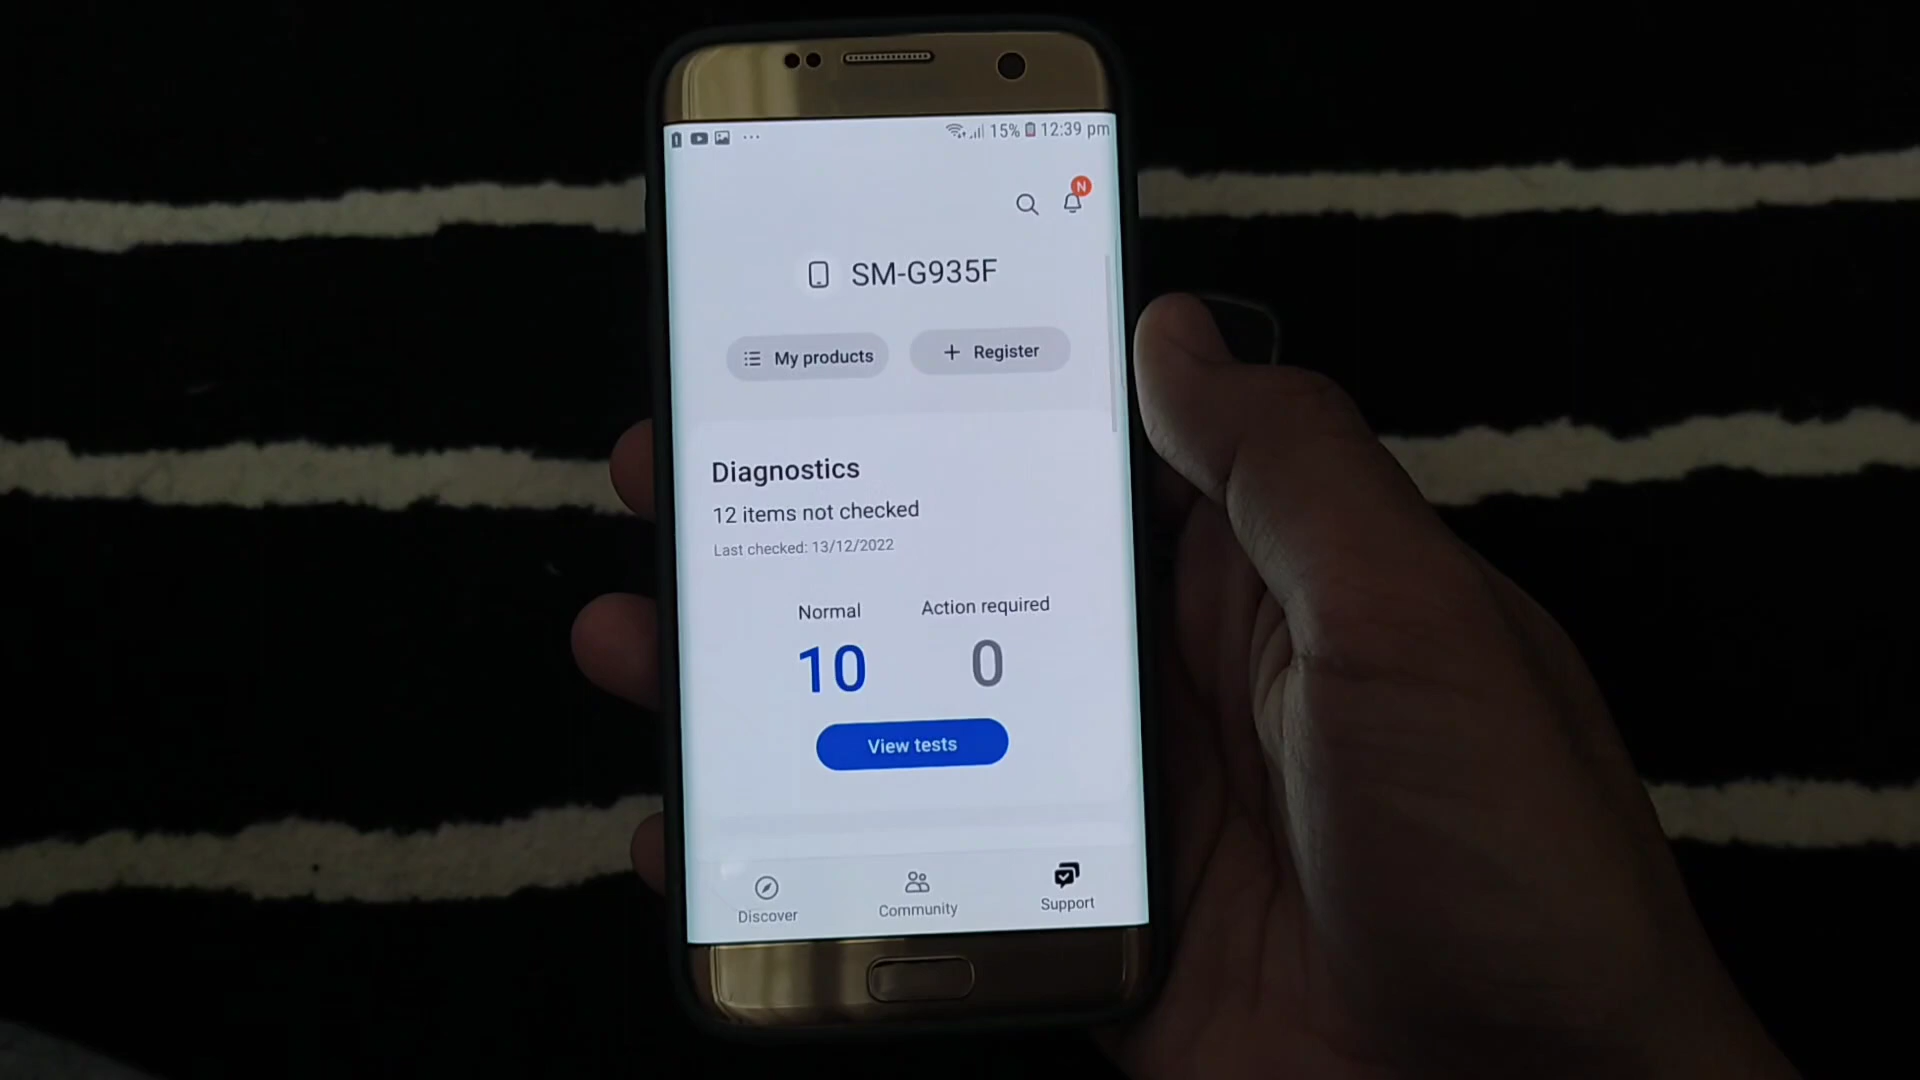 15% 12:39 pm
N
SM-G935F
My products
Register
Diagnostics
12 items not checked
Last checked: 13/12/2022
Normal
Action required
10
0
View tests
Discover
Community
Support